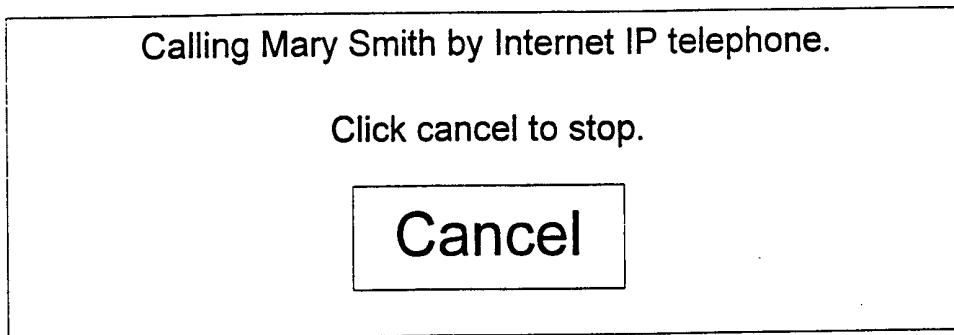 Calling Mary Smith by Internet IP telephone.
Click cancel to stop.
Cancel